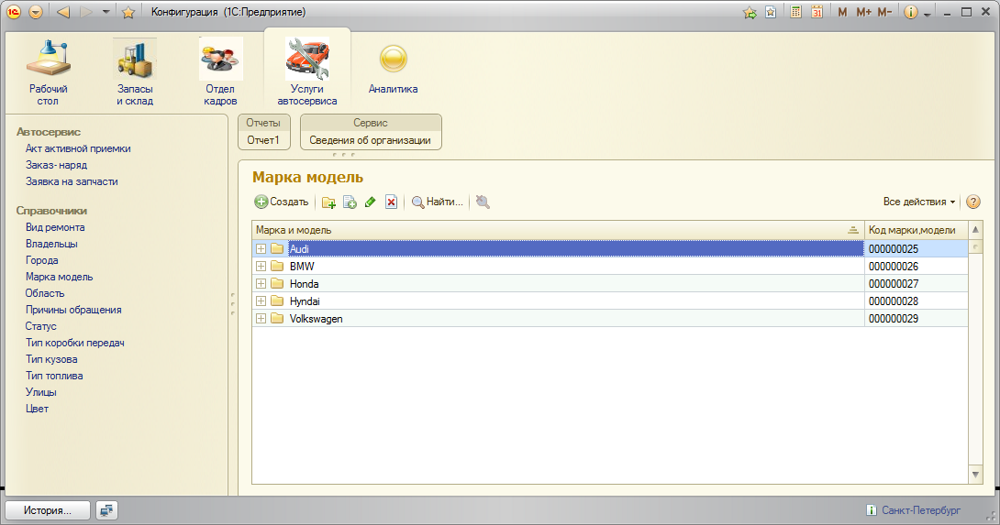 Конфигурация (1С:Предприятие)
31 M M+ M-
Рабочий стол
Запасы и склад
Отдел кадров
Услуги автосервиса
Аналитика
Автосервис
Акт активной приемки
Заказ- наряд
Заявка на запчасти
Справочники
Вид ремонта
Владельцы
Города
Марка модель
Область
Причины обращения
Статус
Тип коробки передач
Тип кузова
Тип топлива
Улицы
Цвет
Отчеты
Отчет1
Сервис
Сведения об организации
Марка модель
Создать Найти... Все действия ?
Марка и модель Код марки,модели
Audi 000000025
BMW 000000026
Honda 000000027
Hyndai 000000028
Volkswagen 000000029
История... Санкт-Петербург